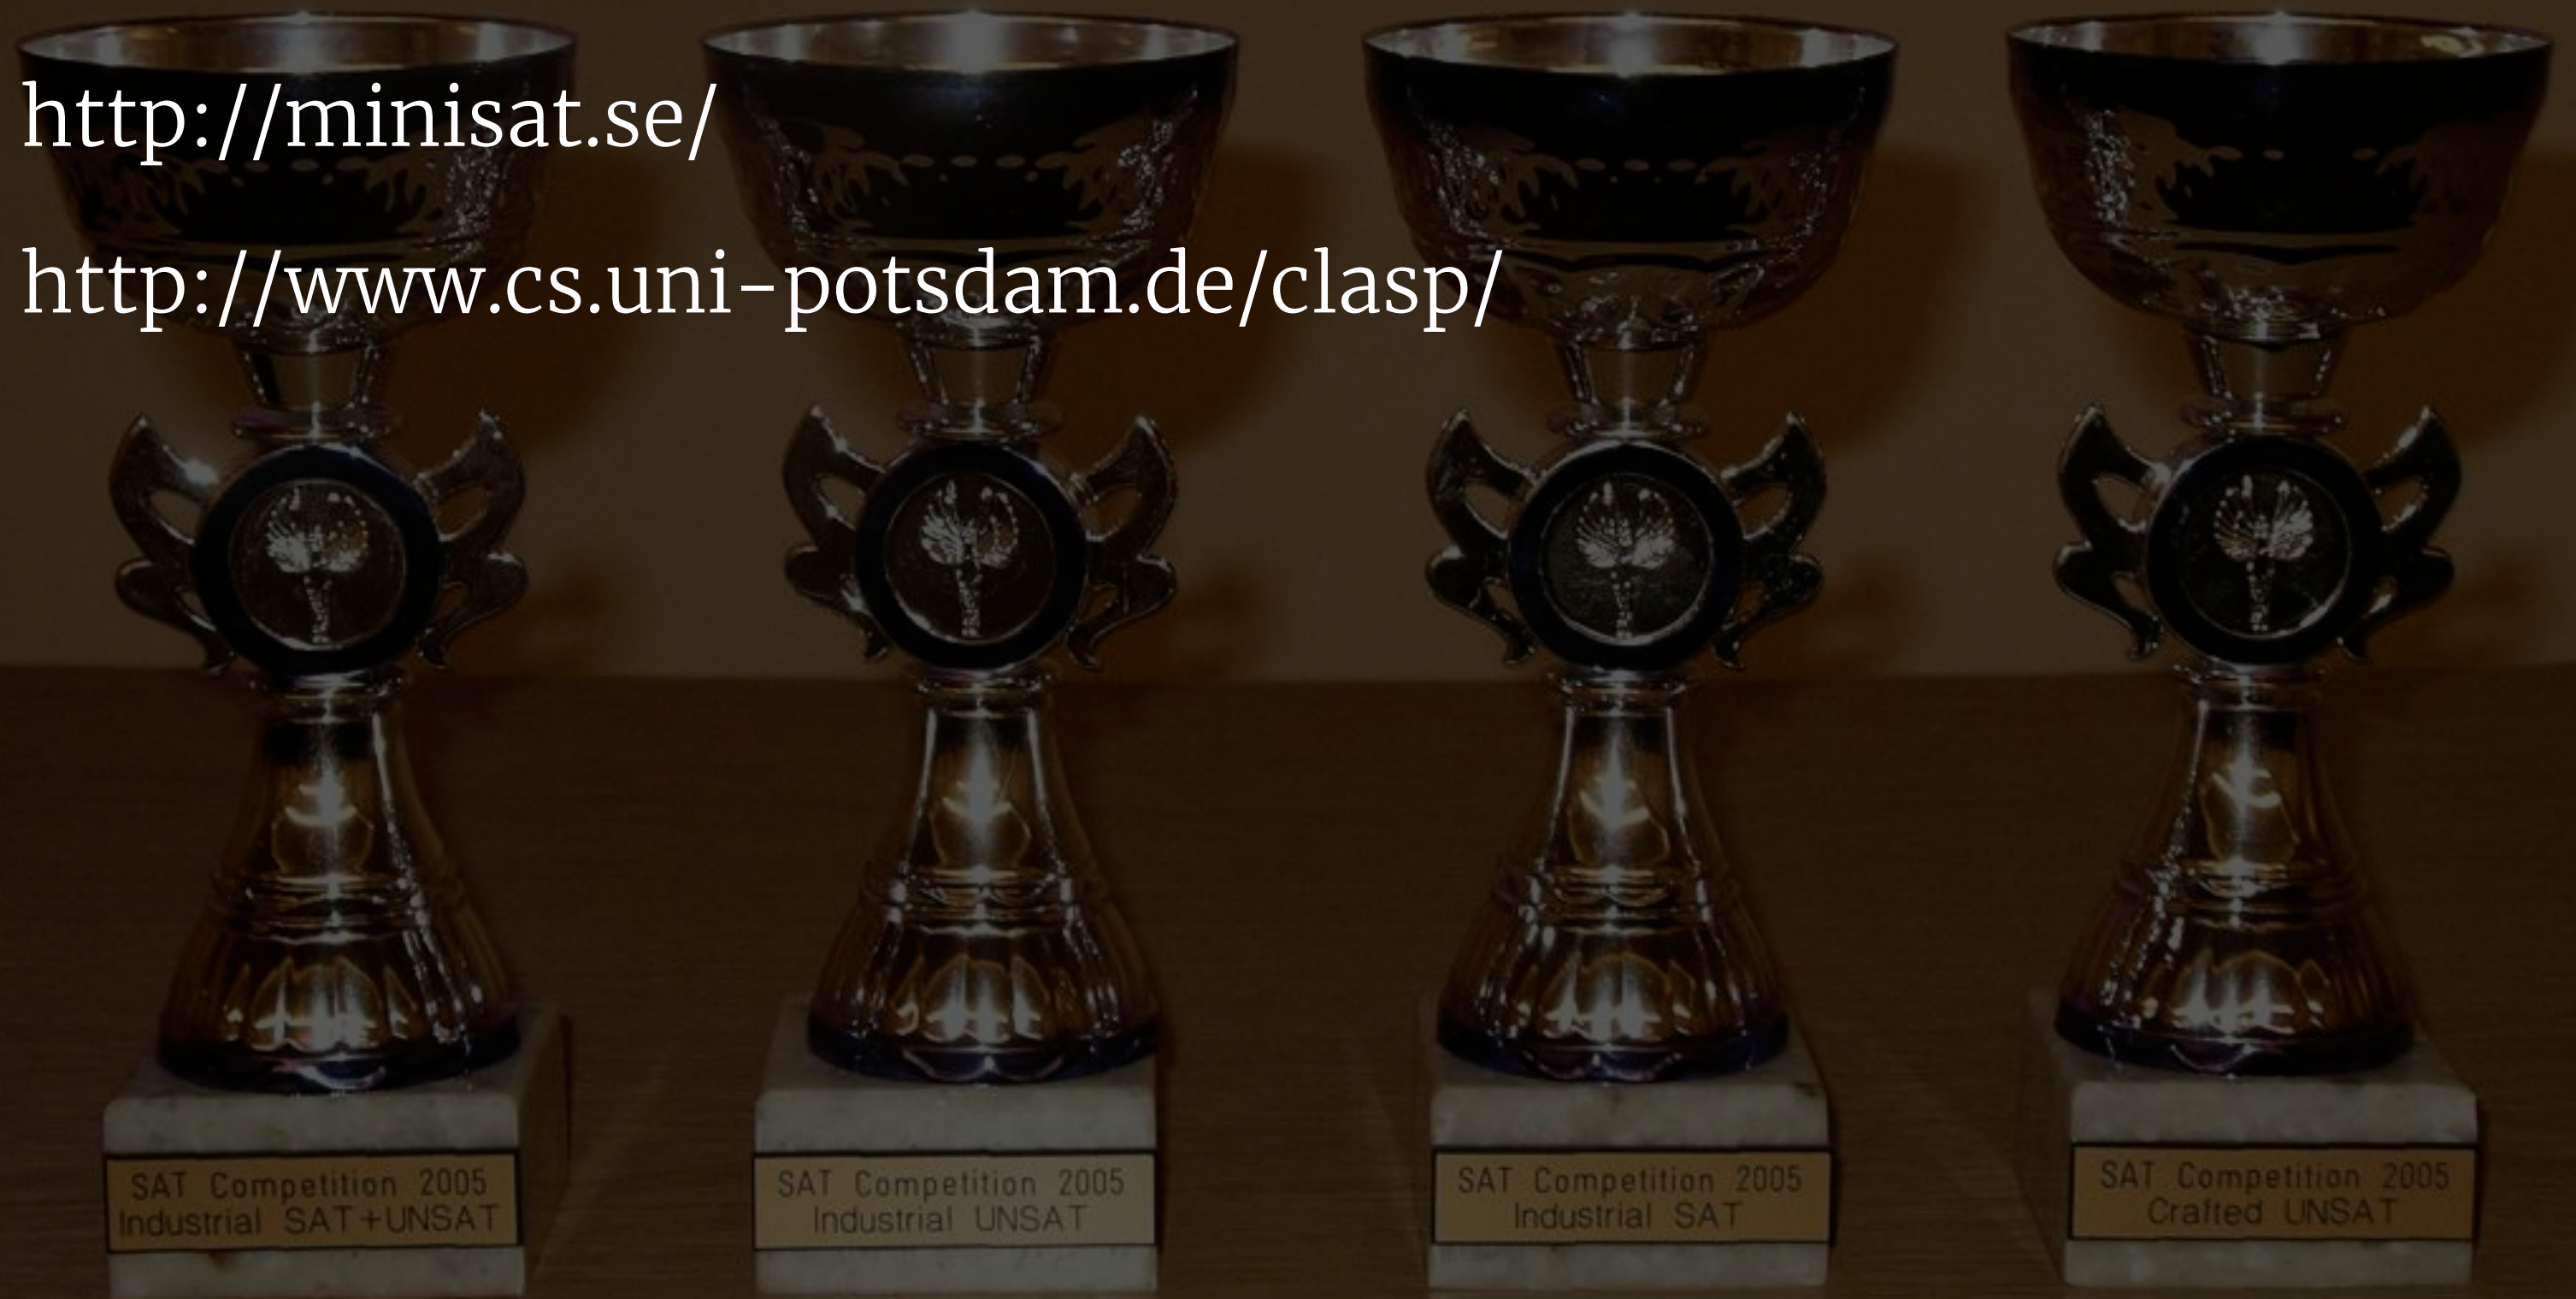 http://minisat.se/
http://www.cs.uni-potsdam.de/clasp/
SAT Competition 2005
Industrial SAT+UNSAT
SAT Competition 2005
Industrial UNSAT
SAT Competition 2005
Industrial SAT
SAT Competition 2005
Crafted UNSAT